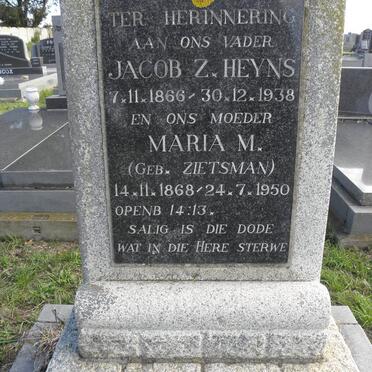 TER HERINNERING
AAN ONS VADER
JACOB Z. HEYNS
7.11.1866 - 30.12.1938
EN ONS MOEDER
MARIA M.
(GEB. ZIETSMAN)
14.11.1868 - 24.7.1950
OPENB 14:13.
SALIG IS DIE DODE
WAT IN DIE HERE STERWE